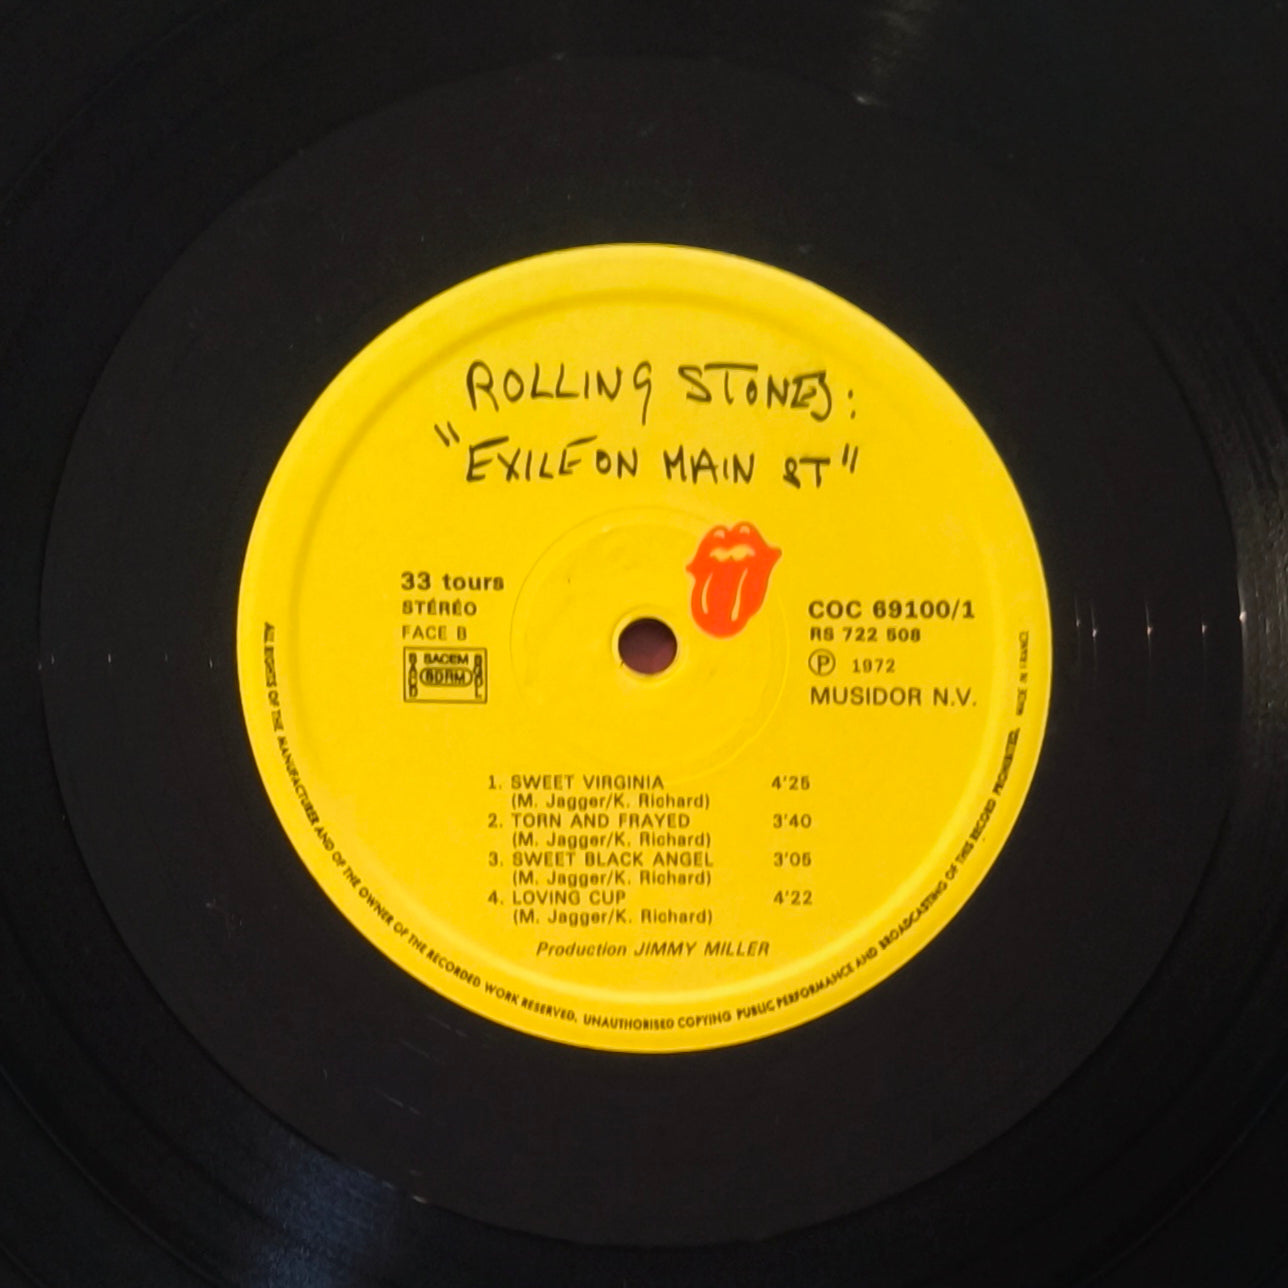 ROLLING STONES:
"EXILE ON MAIN ST"
33 tours
STÉRÉO
FACE B
SACEM
SDRM
BIEM
COC 69100/1
RS 722 508
Ⓟ 1972
MUSIDOR N.V.
1. SWEET VIRGINIA 4'25
(M. Jagger/K. Richard)
2. TORN AND FRAYED 3'40
(M. Jagger/K. Richard)
3. SWEET BLACK ANGEL 3'05
(M. Jagger/K. Richard)
4. LOVING CUP 4'22
(M. Jagger/K. Richard)
Production JIMMY MILLER
ALL RIGHTS OF THE MANUFACTURER AND OF THE OWNER OF THE RECORDED WORK RESERVED. UNAUTHORISED COPYING PUBLIC PERFORMANCE AND BROADCASTING OF THIS RECORD PROHIBITED. MADE IN FRANCE